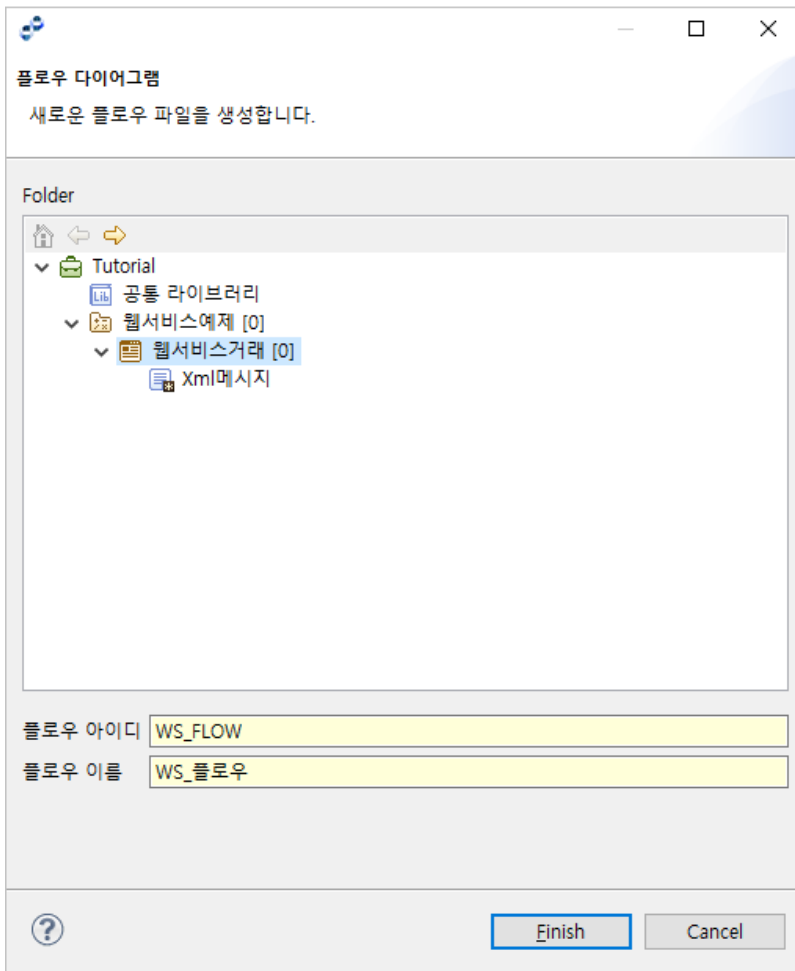 플로우 다이어그램
새로운 플로우 파일을 생성합니다.
Folder
Tutorial
Lib 공통 라이브러리
웹서비스예제 [0]
웹서비스거래 [0]
Xml메시지
플로우 아이디 WS_FLOW
플로우 이름 WS_플로우
?
Finish Cancel